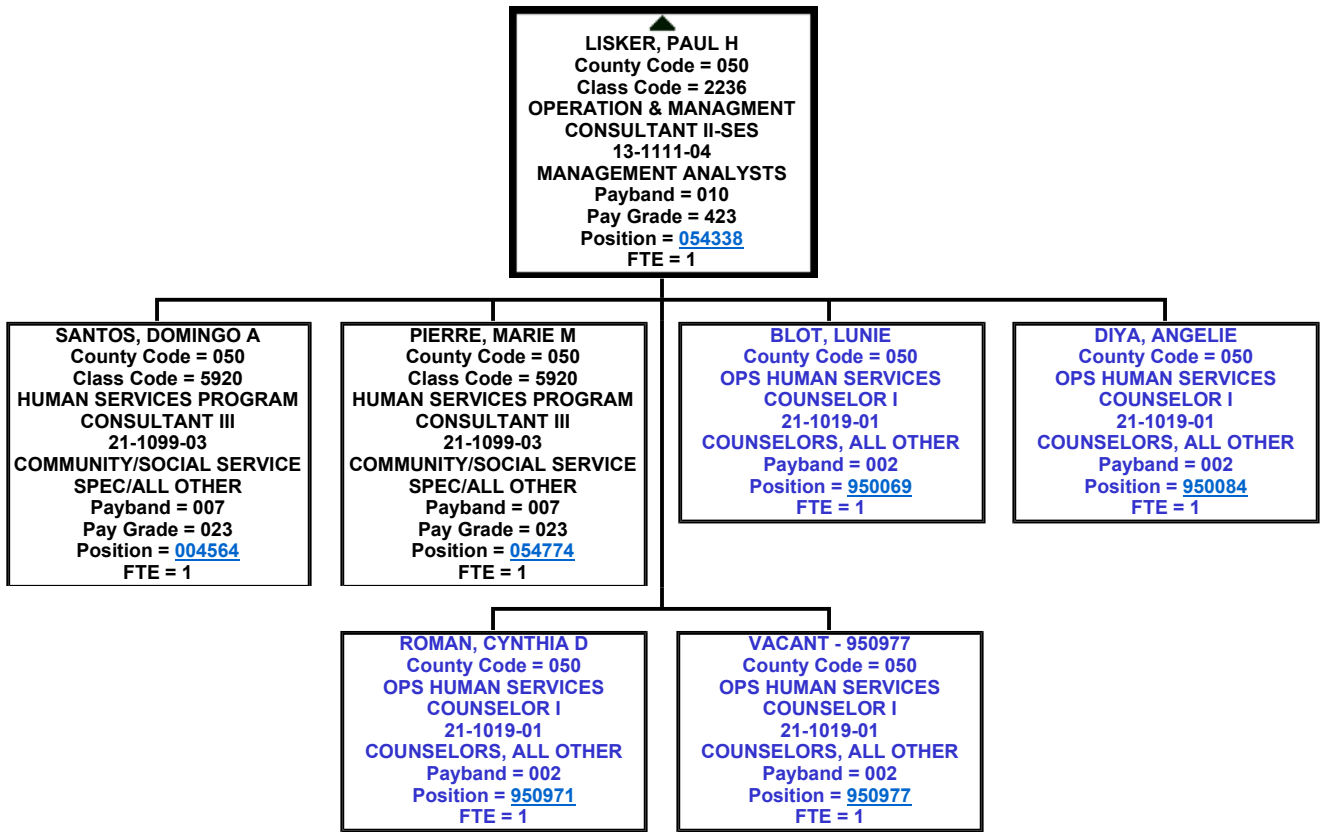 LISKER, PAUL H
County Code = 050
Class Code = 2236
OPERATION & MANAGMENT
CONSULTANT II-SES
13-1111-04
MANAGEMENT ANALYSTS
Payband = 010
Pay Grade = 423
Position = 054338
FTE = 1
SANTOS, DOMINGO A
County Code = 050
Class Code = 5920
HUMAN SERVICES PROGRAM
CONSULTANT III
21-1099-03
COMMUNITY/SOCIAL SERVICE
SPEC/ALL OTHER
Payband = 007
Pay Grade = 023
Position = 004564
FTE = 1
PIERRE, MARIE M
County Code = 050
Class Code = 5920
HUMAN SERVICES PROGRAM
CONSULTANT III
21-1099-03
COMMUNITY/SOCIAL SERVICE
SPEC/ALL OTHER
Payband = 007
Pay Grade = 023
Position = 054774
FTE = 1
BLOT, LUNIE
County Code = 050
OPS HUMAN SERVICES
COUNSELOR I
21-1019-01
COUNSELORS, ALL OTHER
Payband = 002
Position = 950069
FTE = 1
DIYA, ANGELIE
County Code = 050
OPS HUMAN SERVICES
COUNSELOR I
21-1019-01
COUNSELORS, ALL OTHER
Payband = 002
Position = 950084
FTE = 1
ROMAN, CYNTHIA D
County Code = 050
OPS HUMAN SERVICES
COUNSELOR I
21-1019-01
COUNSELORS, ALL OTHER
Payband = 002
Position = 950971
FTE = 1
VACANT - 950977
County Code = 050
OPS HUMAN SERVICES
COUNSELOR I
21-1019-01
COUNSELORS, ALL OTHER
Payband = 002
Position = 950977
FTE = 1